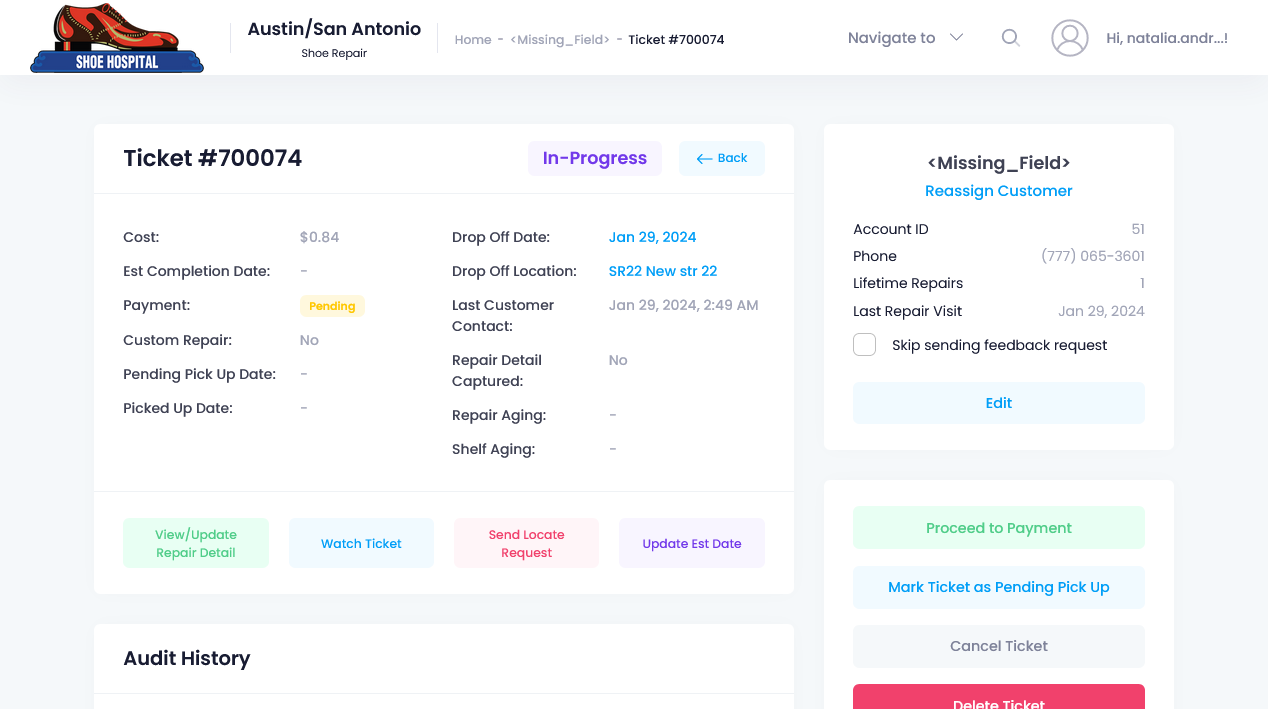 SHOE HOSPITAL
Austin/San Antonio
Shoe Repair
Home - <Missing_Field> - Ticket #700074
Navigate to
Hi, natalia.andr...!
Ticket #700074
In-Progress
Back
Cost: $0.84
Est Completion Date: -
Payment: Pending
Custom Repair: No
Pending Pick Up Date: -
Picked Up Date: -
Drop Off Date: Jan 29, 2024
Drop Off Location: SR22 New str 22
Last Customer Jan 29, 2024, 2:49 AM
Contact:
Repair Detail No
Captured:
Repair Aging: -
Shelf Aging: -
View/Update
Repair Detail
Watch Ticket
Send Locate
Request
Update Est Date
Audit History
<Missing_Field>
Reassign Customer
Account ID 51
Phone (777) 065-3601
Lifetime Repairs 1
Last Repair Visit Jan 29, 2024
Skip sending feedback request
Edit
Proceed to Payment
Mark Ticket as Pending Pick Up
Cancel Ticket
Delete Ticket